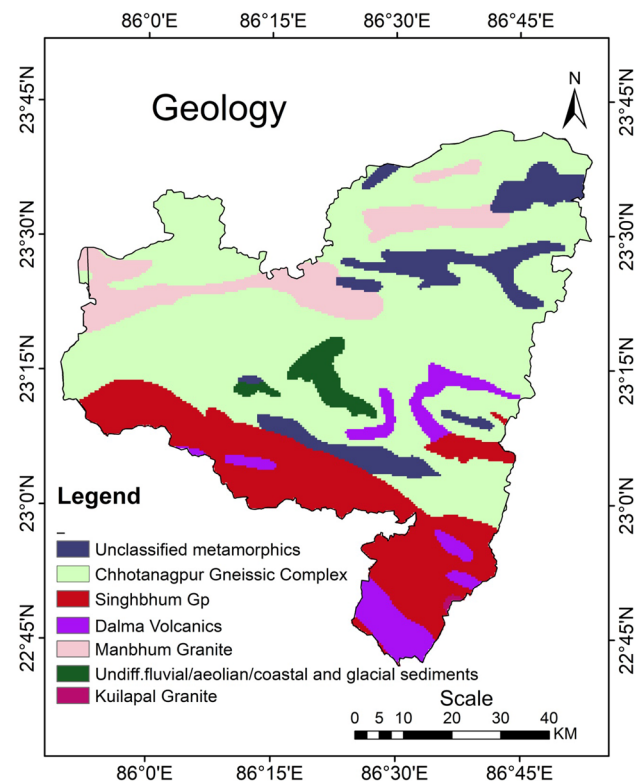 86°0'E 86°15'E 86°30'E 86°45'E
23°45'N
23°30'N
23°15'N
23°0'N
22°45'N
Geology
N
23°45'N
23°30'N
23°15'N
23°0'N
22°45'N
Legend
Unclassified metamorphics
Chhotanagpur Gneissic Complex
Singhbhum Gp
Dalma Volcanics
Manbhum Granite
Undiff.fluvial/aeolian/coastal and glacial sediments
Kuilapal Granite
Scale
0 5 10 20 30 40
KM
86°0'E 86°15'E 86°30'E 86°45'E